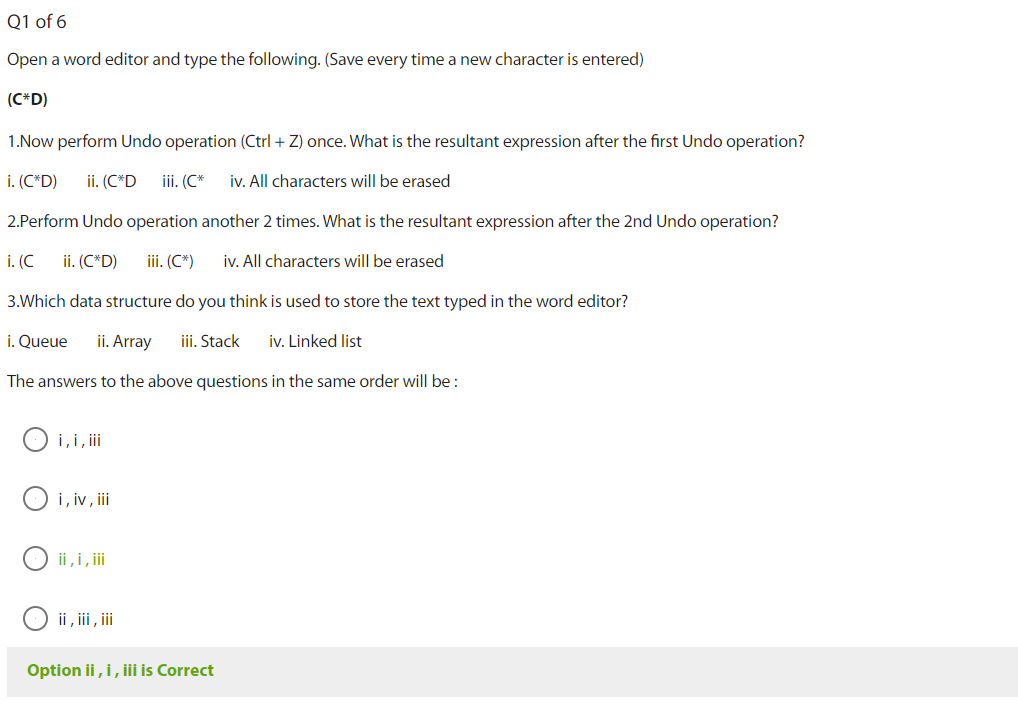 Q1 of 6
Open a word editor and type the following. (Save every time a new character is entered)
(C*D)
1.Now perform Undo operation (Ctrl + Z) once. What is the resultant expression after the first Undo operation?
i. (C*D) ii. (C*D iii. (C* iv. All characters will be erased
2.Perform Undo operation another 2 times. What is the resultant expression after the 2nd Undo operation?
i. (C ii. (C*D) iii. (C*) iv. All characters will be erased
3.Which data structure do you think is used to store the text typed in the word editor?
i. Queue ii. Array iii. Stack iv. Linked list
The answers to the above questions in the same order will be :
i , i , iii
i , iv , iii
ii , i , iii
ii , iii , iii
Option ii , i , iii is Correct